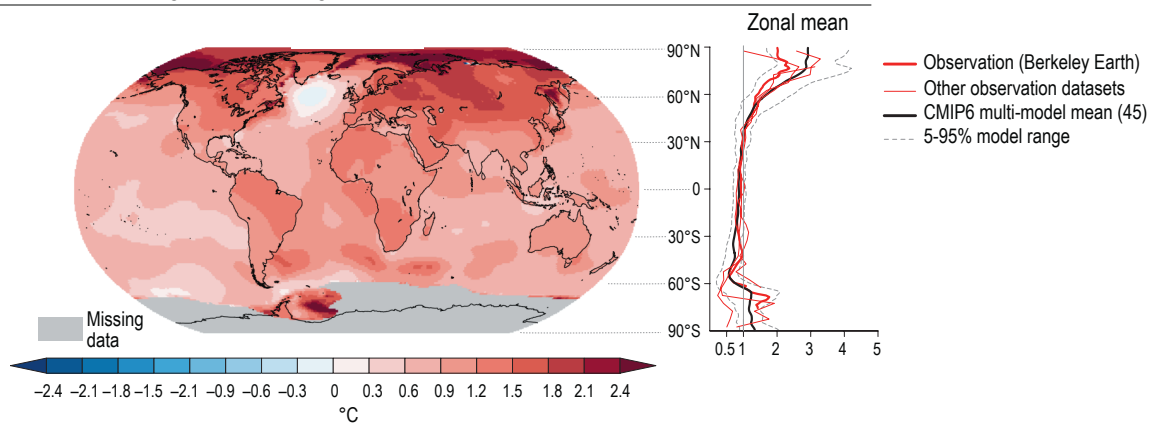 Zonal mean
90°N
60°N
30°N
0
30°S
60°S
90°S
0.5 1 2 3 4 5
Observation (Berkeley Earth)
Other observation datasets
CMIP6 multi-model mean (45)
5-95% model range
Missing
data
–2.4 –2.1 –1.8 –1.5 –2.1 –0.9 –0.6 –0.3 0 0.3 0.6 0.9 1.2 1.5 1.8 2.1 2.4
°C